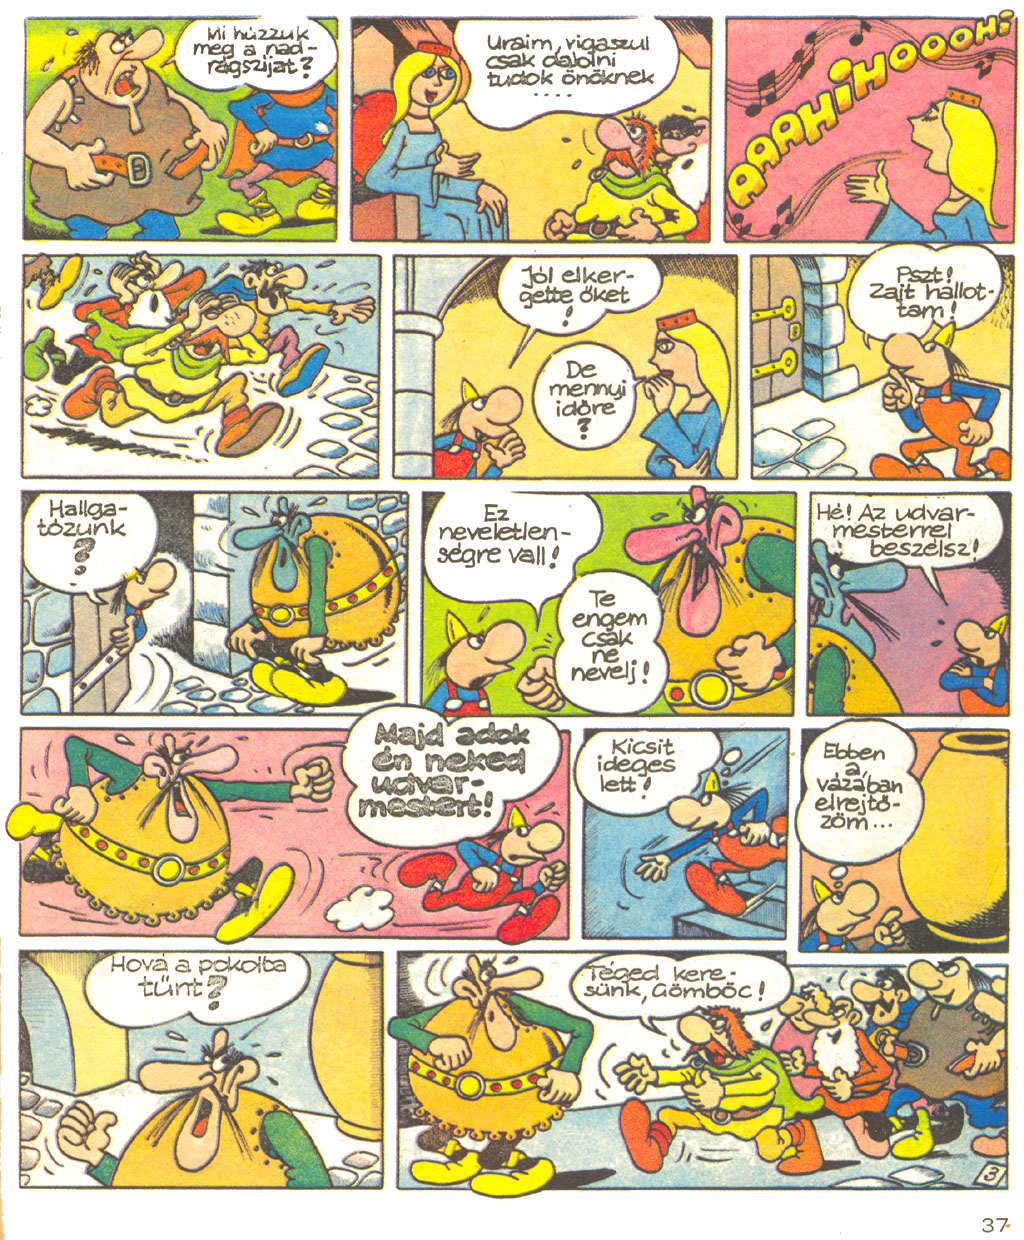 Mi húzzuk
meg a nad-
rágszíjat?
Uraim, vigaszul
csak dalolni
tudok önöknek
....
AAAHIHOOOHI
Jól elker-
gette őket
!
De
mennyi
időre
?
Pszt!
Zajt hallot-
tam!
Hallga-
tózunk
?
Ez
neveletlen-
ségre vall!
Te
engem
csak
ne
nevelj!
Hé! Az udvar-
mesterrel
beszélsz!
Majd adok
én neked
udvar-
mestert!
Kicsit
ideges
lett!
Ebben
a
vázában
elrejtő-
zöm...
Hová a pokolba
tűnt?
Téged kere-
sünk, Gömböc!
3
37